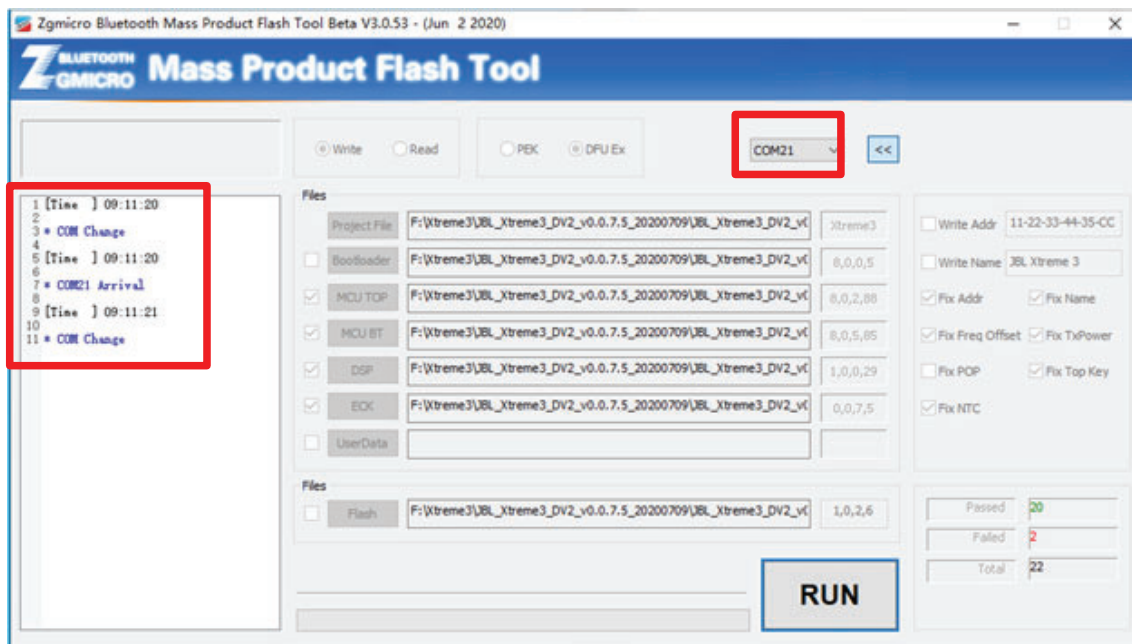 Zgmicro Bluetooth Mass Product Flash Tool Beta V3.0.53 - (Jun 2 2020)
BLUETOOTH
ZGMICRO
Mass Product Flash Tool
Write
Read
PEK
DFU Ex
COM21
<<
1 [Time ] 09:11:20
2
3 * COM Change
4
5 [Time ] 09:11:20
6
7 * COM21 Arrival
8
9 [Time ] 09:11:21
10
11 * COM Change
Files
Project File F:\Xtreme3\JBL_Xtreme3_DV2_v0.0.7.5_20200709\JBL_Xtreme3_DV2_v( Xtreme3
Bootloader F:\Xtreme3\JBL_Xtreme3_DV2_v0.0.7.5_20200709\JBL_Xtreme3_DV2_v( 8,0,0,5
MCU TOP F:\Xtreme3\JBL_Xtreme3_DV2_v0.0.7.5_20200709\JBL_Xtreme3_DV2_v( 8,0,2,88
MCU BT F:\Xtreme3\JBL_Xtreme3_DV2_v0.0.7.5_20200709\JBL_Xtreme3_DV2_v( 8,0,5,85
DSP F:\Xtreme3\JBL_Xtreme3_DV2_v0.0.7.5_20200709\JBL_Xtreme3_DV2_v( 1,0,0,29
ECK F:\Xtreme3\JBL_Xtreme3_DV2_v0.0.7.5_20200709\JBL_Xtreme3_DV2_v( 0,0,7,5
UserData
Files
Flash F:\Xtreme3\JBL_Xtreme3_DV2_v0.0.7.5_20200709\JBL_Xtreme3_DV2_v( 1,0,2,6
RUN
Write Addr 11-22-33-44-35-CC
Write Name JBL Xtreme 3
Fix Addr Fix Name
Fix Freq Offset Fix TxPower
Fix POP Fix Top Key
Fix NTC
Passed 20
Failed 2
Total 22